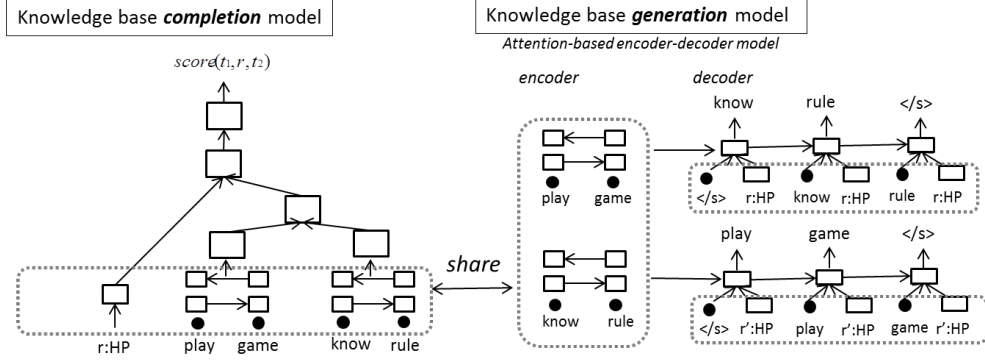 Knowledge base completion model
score(t1,r,t2)
r:HP
play game
know rule
share
Knowledge base generation model
Attention-based encoder-decoder model
encoder
decoder
play game
know rule </s>
</s> r:HP know r:HP rule r:HP
know rule
play game </s>
</s> r':HP play r':HP game r':HP